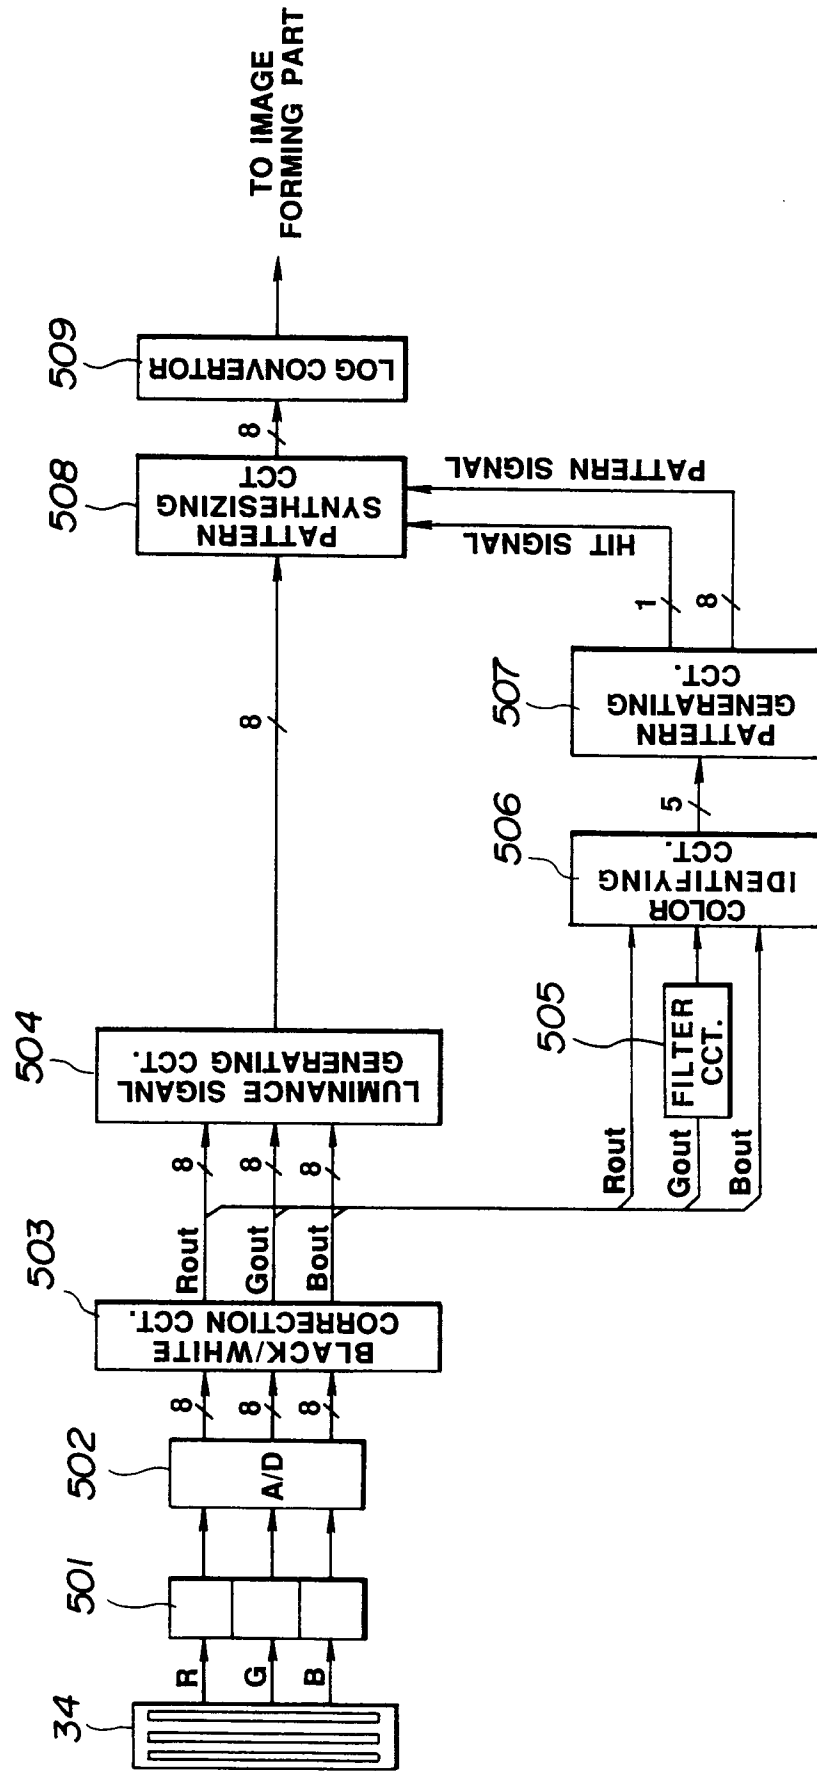 34
R
G
B
501
502
A/D
8
8
8
503
BLACK/WHITE
CORRECTION CCT.
Rout
Gout
Bout
8
8
8
504
LUMINANCE SIGANL
GENERATING CCT.
8
Rout
Gout
Bout
505
FILTER
CCT.
506
COLOR
IDENTIFYING
CCT.
5
507
PATTERN
GENERATING
CCT.
1
8
HIT SIGNAL
PATTERN SIGNAL
508
PATTERN
SYNTHESIZING
CCT
8
509
LOG CONVERTOR
TO IMAGE
FORMING PART